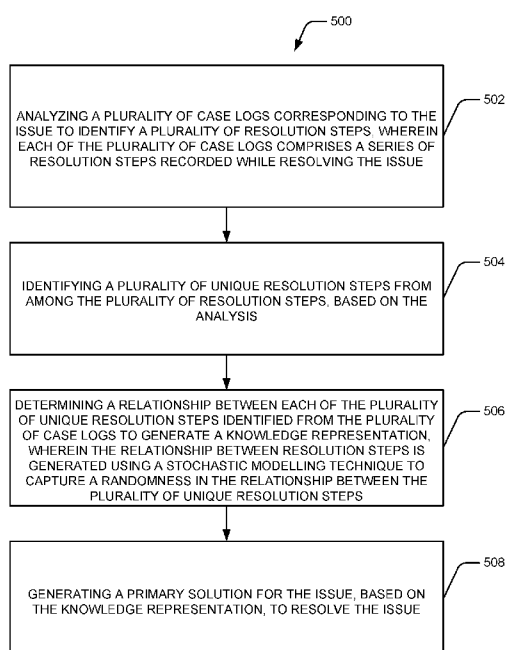 500
ANALYZING A PLURALITY OF CASE LOGS CORRESPONDING TO THE
ISSUE TO IDENTIFY A PLURALITY OF RESOLUTION STEPS, WHEREIN
EACH OF THE PLURALITY OF CASE LOGS COMPRISES A SERIES OF
RESOLUTION STEPS RECORDED WHILE RESOLVING THE ISSUE
502
IDENTIFYING A PLURALITY OF UNIQUE RESOLUTION STEPS FROM
AMONG THE PLURALITY OF RESOLUTION STEPS, BASED ON THE
ANALYSIS
504
DETERMINING A RELATIONSHIP BETWEEN EACH OF THE PLURALITY
OF UNIQUE RESOLUTION STEPS IDENTIFIED FROM THE PLURALITY
OF CASE LOGS TO GENERATE A KNOWLEDGE REPRESENTATION,
WHEREIN THE RELATIONSHIP BETWEEN RESOLUTION STEPS IS
GENERATED USING A STOCHASTIC MODELLING TECHNIQUE TO
CAPTURE A RANDOMNESS IN THE RELATIONSHIP BETWEEN THE
PLURALITY OF UNIQUE RESOLUTION STEPS
506
GENERATING A PRIMARY SOLUTION FOR THE ISSUE, BASED ON
THE KNOWLEDGE REPRESENTATION, TO RESOLVE THE ISSUE
508